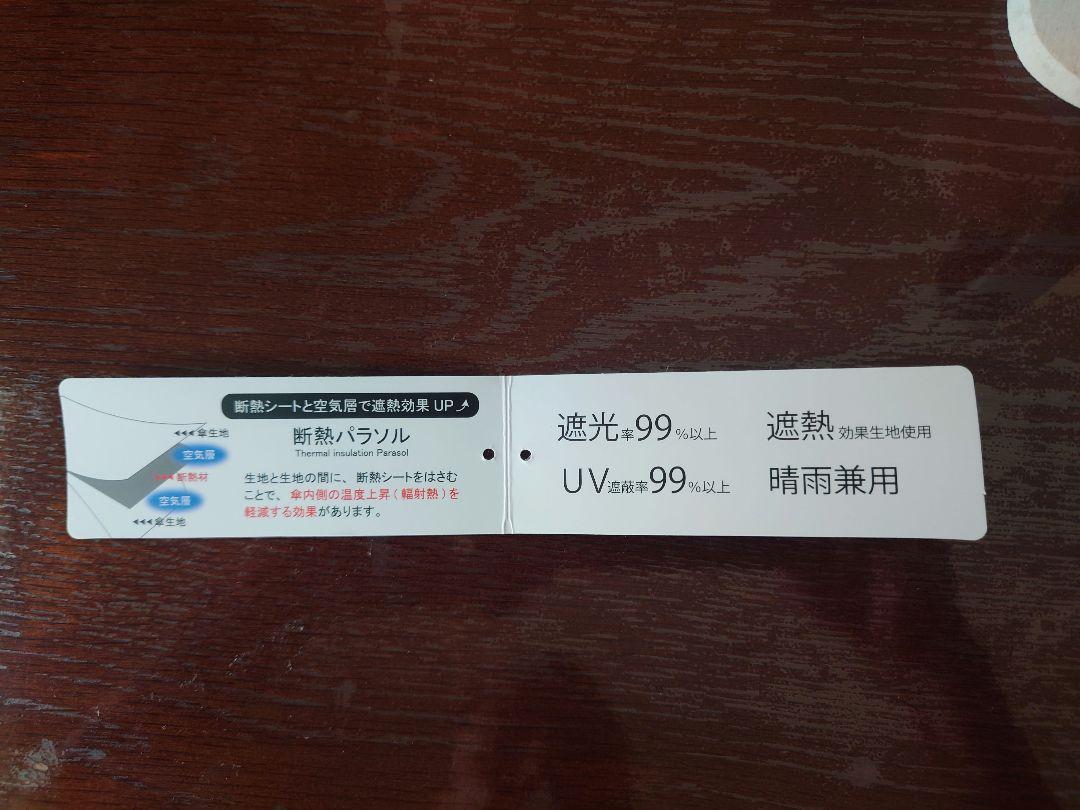 断熱シートと空気層で遮熱効果UP
断熱パラソル
Thermal insulation Parasol
生地と生地の間に、断熱シートをはさむ
ことで、傘内側の温度上昇(輻射熱)を
軽減する効果があります。
傘生地
空気層
断熱材
空気層
傘生地
遮光率99%以上
遮熱効果生地使用
UV遮蔽率99%以上
晴雨兼用